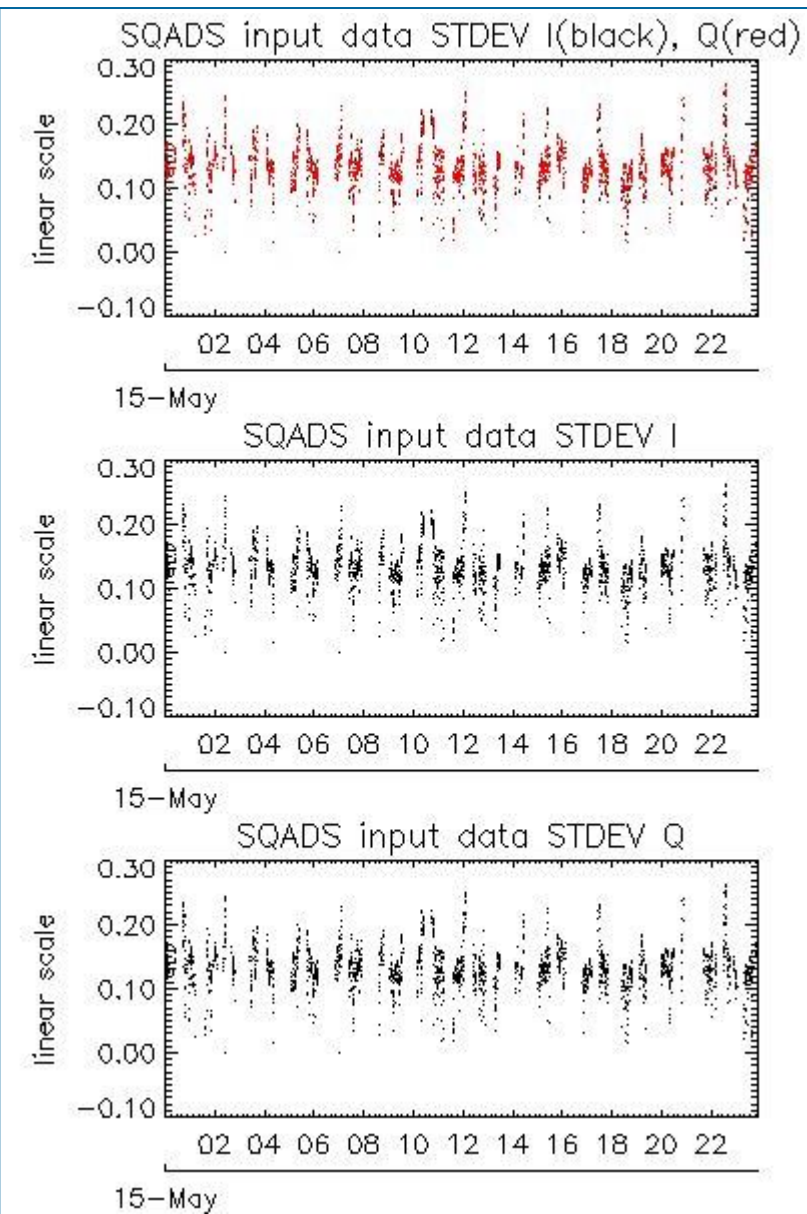 SQADS input data STDEV I(black), Q(red)
0.30
0.20
0.10
0.00
-0.10
linear scale
02 04 06 08 10 12 14 16 18 20 22
15-May
SQADS input data STDEV I
0.30
0.20
0.10
0.00
-0.10
linear scale
02 04 06 08 10 12 14 16 18 20 22
15-May
SQADS input data STDEV Q
0.30
0.20
0.10
0.00
-0.10
linear scale
02 04 06 08 10 12 14 16 18 20 22
15-May